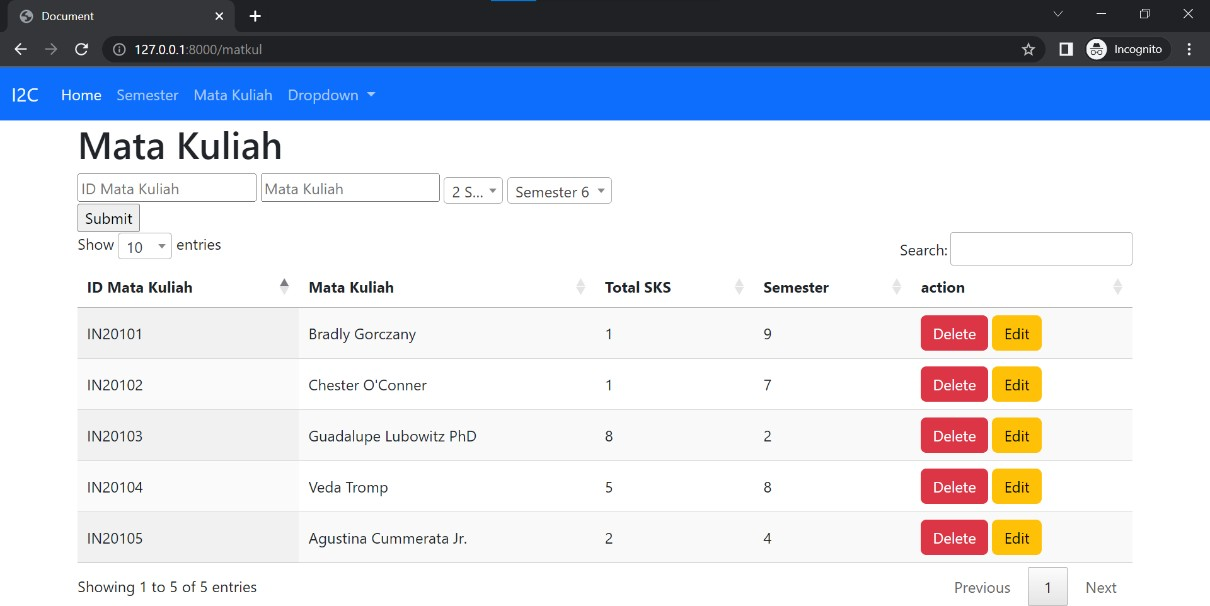 Document
127.0.0.1:8000/matkul
Incognito
I2C Home Semester Mata Kuliah Dropdown
Mata Kuliah
ID Mata Kuliah Mata Kuliah 2 S... Semester 6
Submit
Show 10 entries Search:
ID Mata Kuliah Mata Kuliah Total SKS Semester action
IN20101 Bradly Gorczany 1 9 Delete Edit
IN20102 Chester O'Conner 1 7 Delete Edit
IN20103 Guadalupe Lubowitz PhD 8 2 Delete Edit
IN20104 Veda Tromp 5 8 Delete Edit
IN20105 Agustina Cummerata Jr. 2 4 Delete Edit
Showing 1 to 5 of 5 entries Previous 1 Next